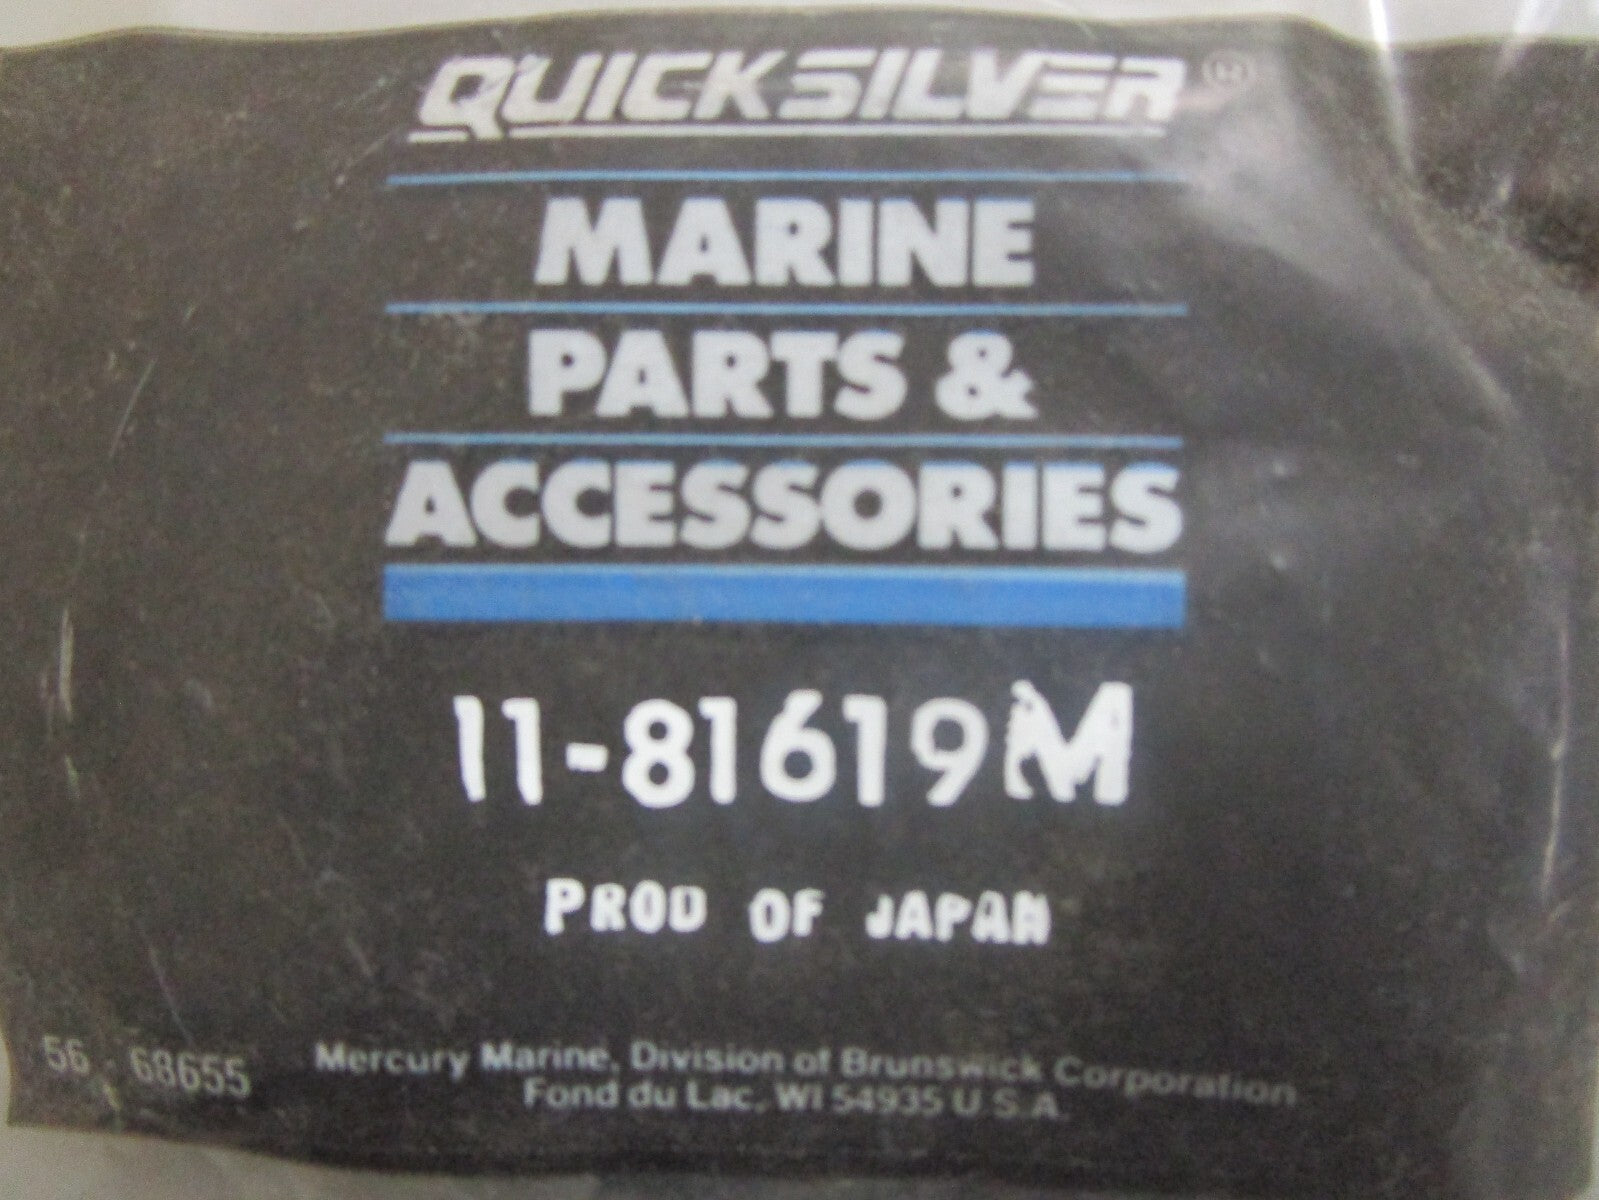 QUICKSILVER®
MARINE
PARTS &
ACCESSORIES
11-81619M
PROD OF JAPAN
56-68655
Mercury Marine, Division of Brunswick Corporation
Fond du Lac, WI 54935 U.S.A.